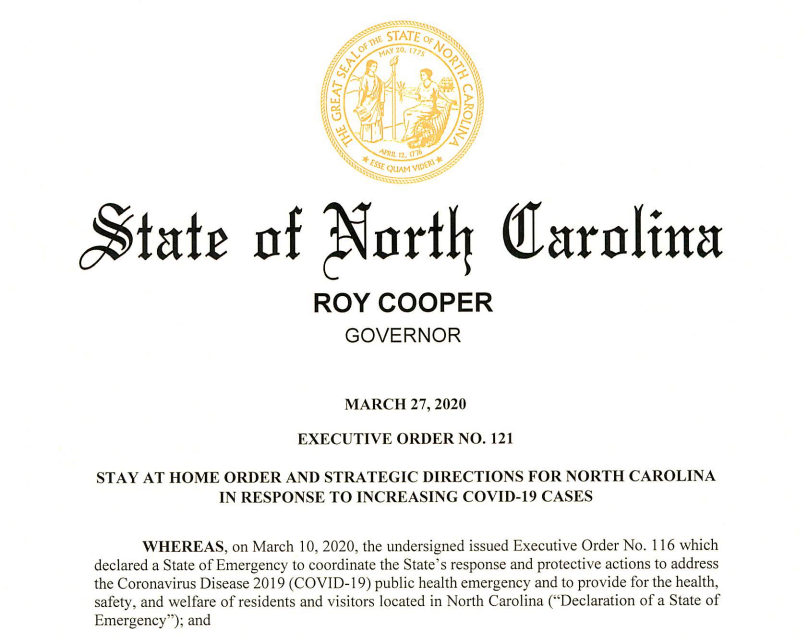 THE GREAT SEAL OF THE STATE OF NORTH CAROLINA
MAY 20, 1775
APRIL 12, 1776
★ ESSE QUAM VIDERI ★
State of North Carolina
ROY COOPER
GOVERNOR
MARCH 27, 2020
EXECUTIVE ORDER NO. 121
STAY AT HOME ORDER AND STRATEGIC DIRECTIONS FOR NORTH CAROLINA
IN RESPONSE TO INCREASING COVID-19 CASES
WHEREAS, on March 10, 2020, the undersigned issued Executive Order No. 116 which
declared a State of Emergency to coordinate the State's response and protective actions to address
the Coronavirus Disease 2019 (COVID-19) public health emergency and to provide for the health,
safety, and welfare of residents and visitors located in North Carolina (“Declaration of a State of
Emergency”); and